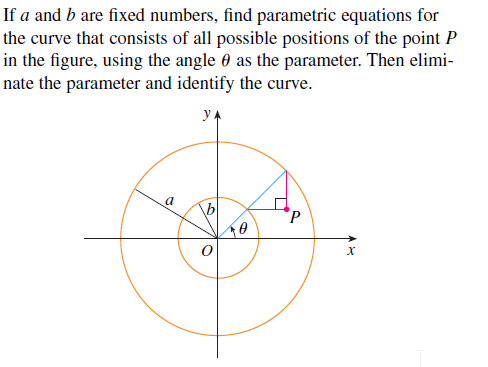 If a and b are fixed numbers, find parametric equations for
the curve that consists of all possible positions of the point P
in the figure, using the angle θ as the parameter. Then elimi-
nate the parameter and identify the curve.
y
a
b
P
θ
O
x